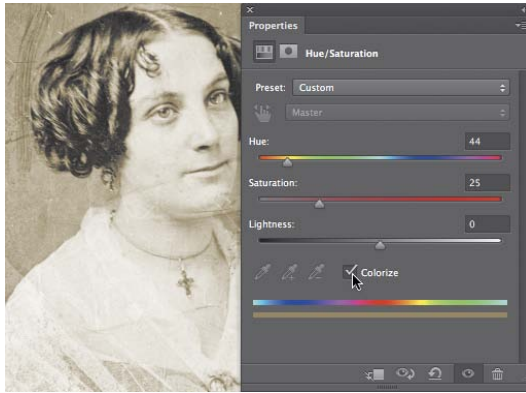 Properties
Hue/Saturation
Preset: Custom
Master
Hue: 44
Saturation: 25
Lightness: 0
Colorize